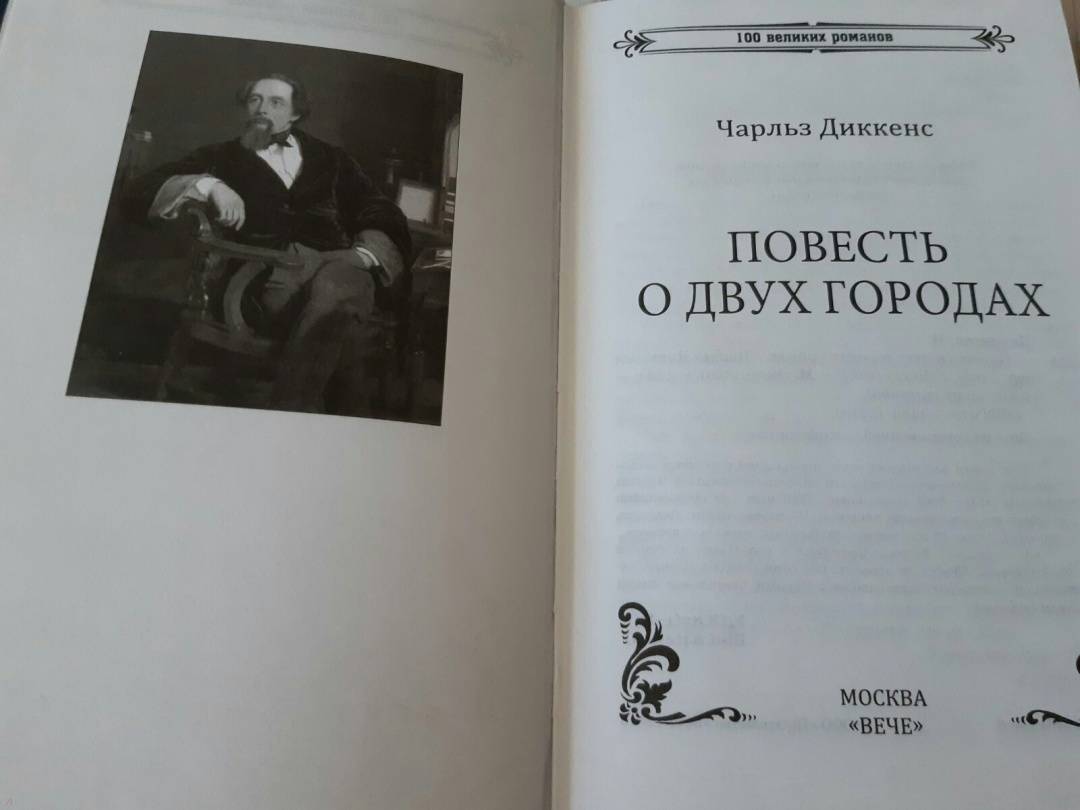 100 великих романов
Чарльз Диккенс
ПОВЕСТЬ
О ДВУХ ГОРОДАХ
МОСКВА
«ВЕЧЕ»